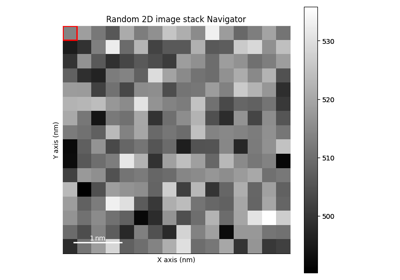 Random 2D image stack Navigator
Y axis (nm)
1 nm
X axis (nm)
530
520
510
500